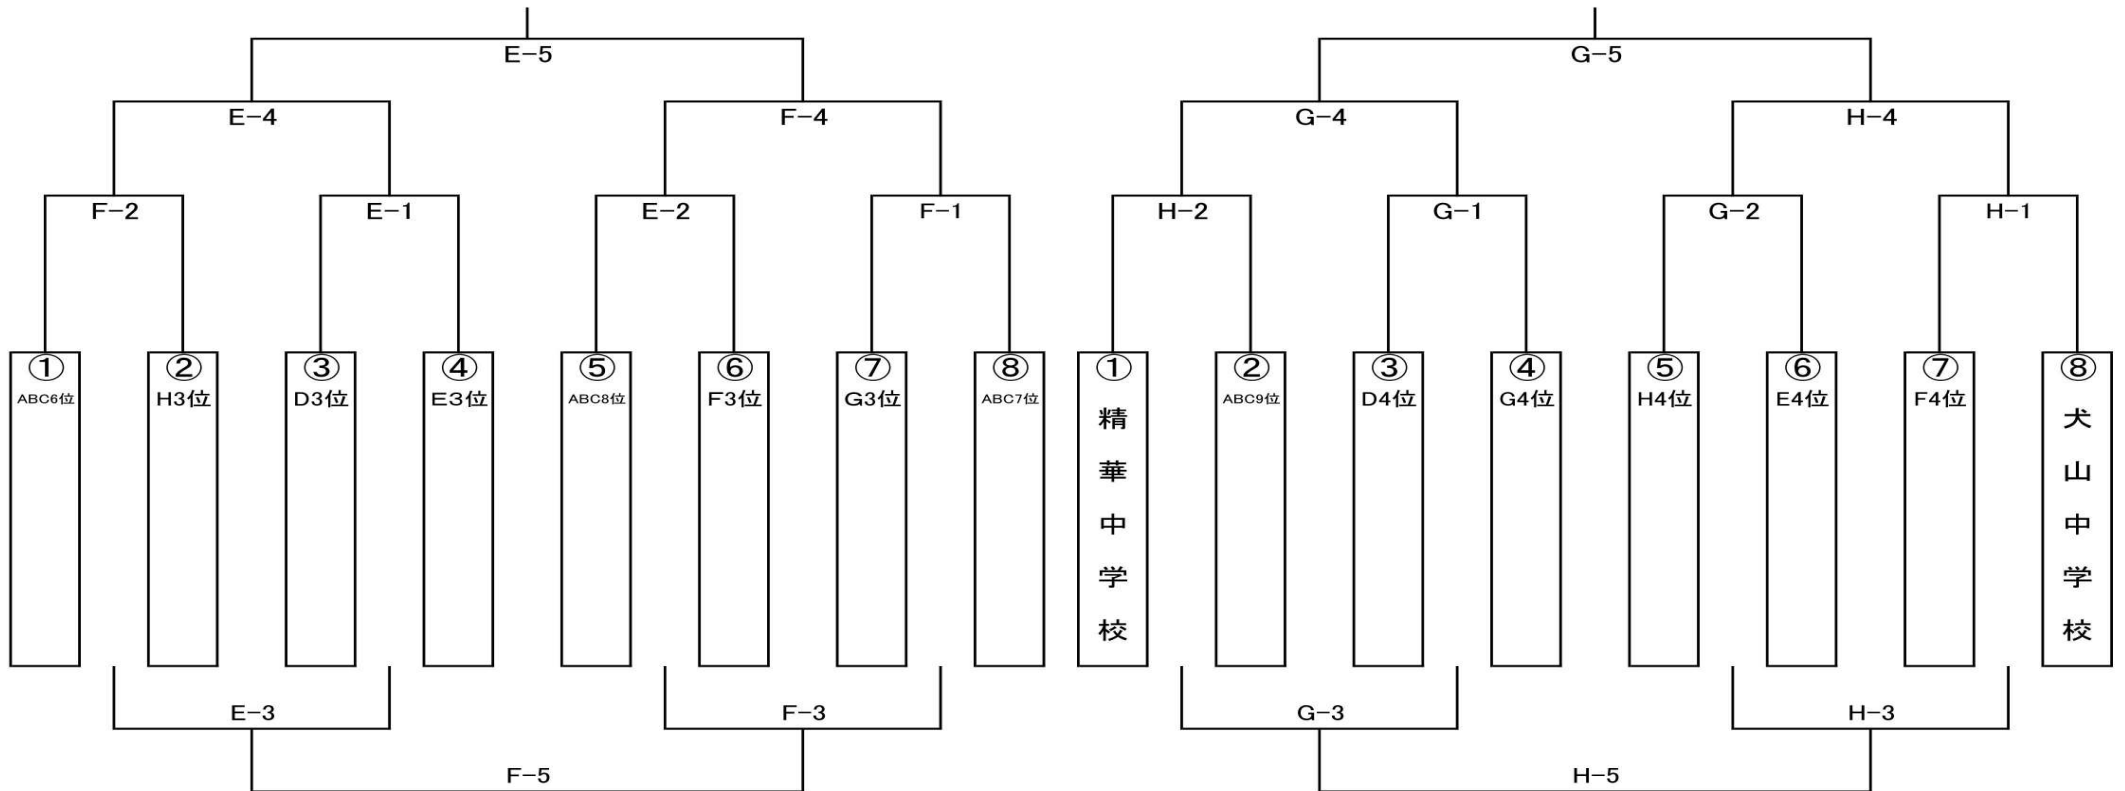 E-5
G-5
E-4
F-4
G-4
H-4
F-2
E-1
E-2
F-1
H-2
G-1
G-2
H-1
① ② ③ ④ ⑤ ⑥ ⑦ ⑧ ① ② ③ ④ ⑤ ⑥ ⑦ ⑧
ABC6位 H3位 D3位 E3位 ABC8位 F3位 G3位 ABC7位 ABC9位 D4位 G4位 H4位 E4位 F4位
精華中学校
犬山中学校
E-3
F-3
G-3
H-3
F-5
H-5